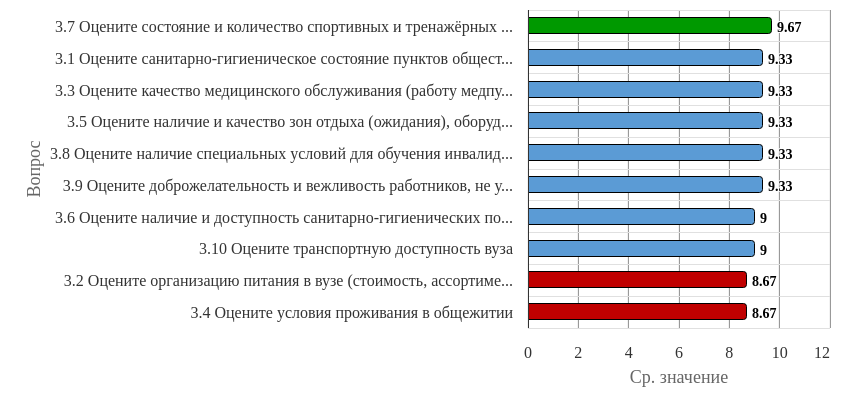 3.7 Оцените состояние и количество спортивных и тренажёрных ... 9.67
3.1 Оцените санитарно-гигиеническое состояние пунктов общест... 9.33
3.3 Оцените качество медицинского обслуживания (работу медпу... 9.33
3.5 Оцените наличие и качество зон отдыха (ожидания), оборуд... 9.33
3.8 Оцените наличие специальных условий для обучения инвалид... 9.33
3.9 Оцените доброжелательность и вежливость работников, не у... 9.33
3.6 Оцените наличие и доступность санитарно-гигиенических по... 9
3.10 Оцените транспортную доступность вуза 9
3.2 Оцените организацию питания в вузе (стоимость, ассортиме... 8.67
3.4 Оцените условия проживания в общежитии 8.67
Вопрос
0 2 4 6 8 10 12
Ср. значение